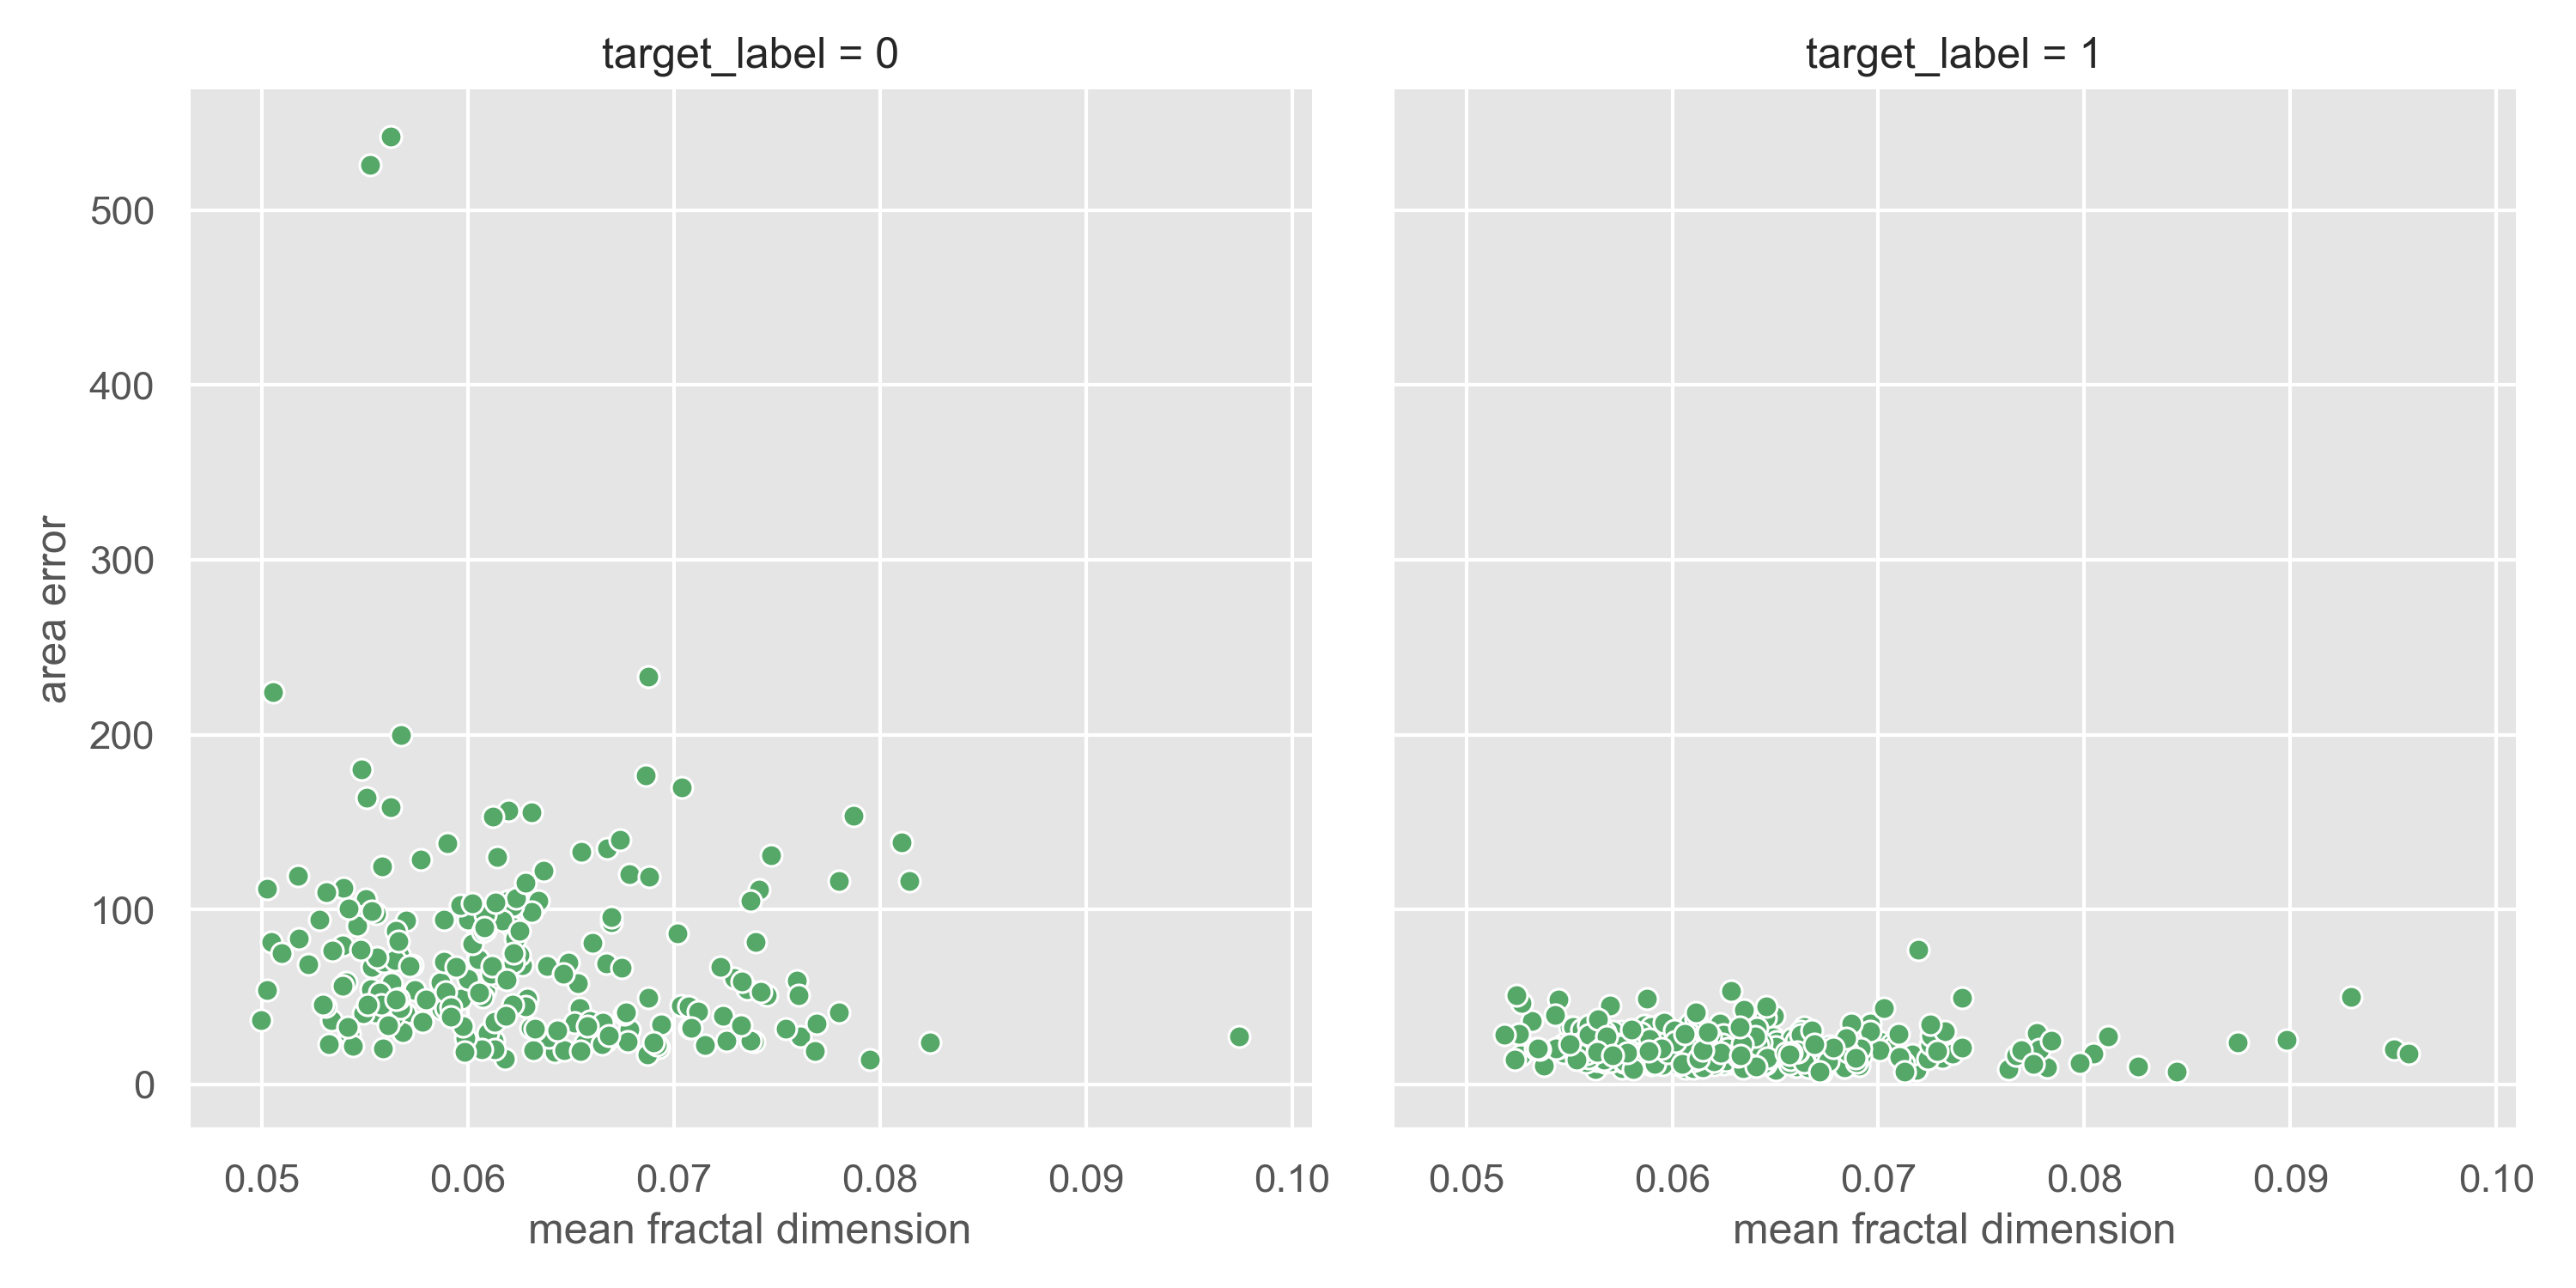 target_label = 0
target_label = 1
500
400
300
200
100
0
area error
0.05 0.06 0.07 0.08 0.09 0.10
0.05 0.06 0.07 0.08 0.09 0.10
mean fractal dimension
mean fractal dimension